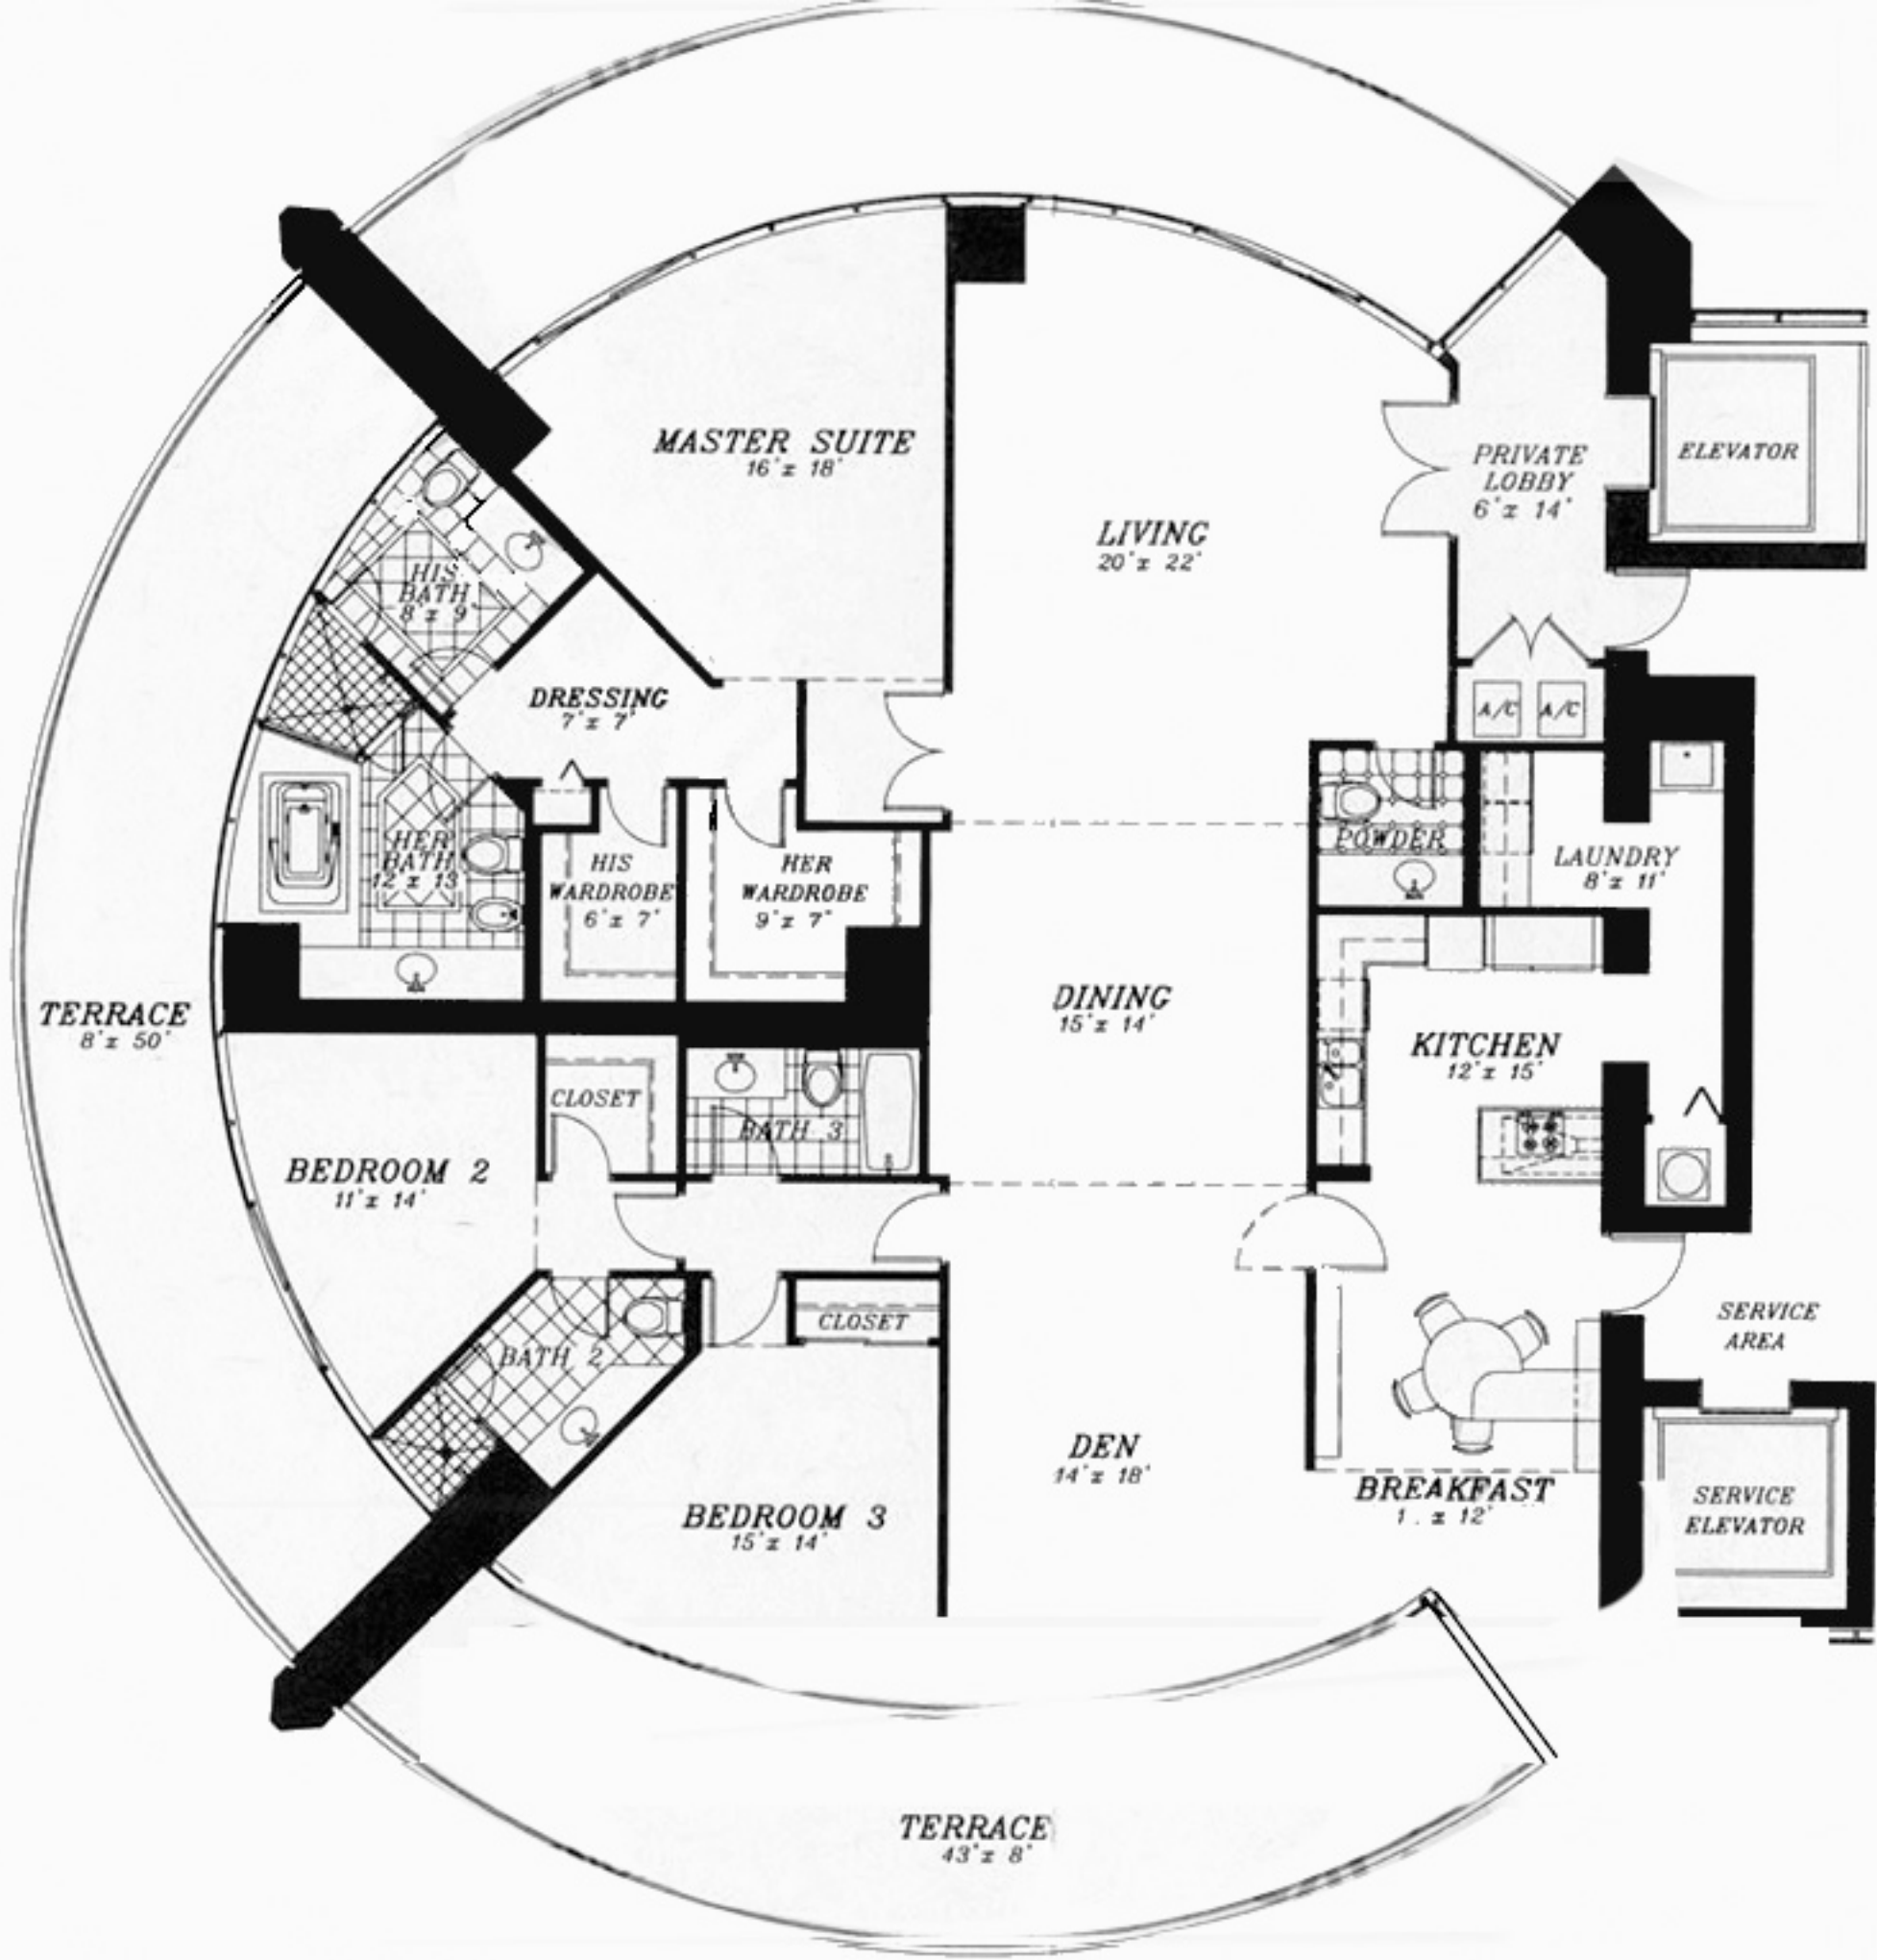 MASTER SUITE
16' x 18'
PRIVATE
LOBBY
6' x 14'
ELEVATOR
LIVING
20' x 22'
HIS
BATH
8' x 9'
DRESSING
7' x 7'
A/C
A/C
HER
BATH
12' x 13'
HIS
WARDROBE
6' x 7'
HER
WARDROBE
9' x 7'
POWDER
LAUNDRY
8' x 11'
TERRACE
8' x 50'
DINING
15' x 14'
KITCHEN
12' x 15'
CLOSET
BATH 3
BEDROOM 2
11' x 14'
CLOSET
SERVICE
AREA
BATH 2
DEN
14' x 18'
BREAKFAST
x 12'
BEDROOM 3
15' x 14'
SERVICE
ELEVATOR
TERRACE
43' x 8'